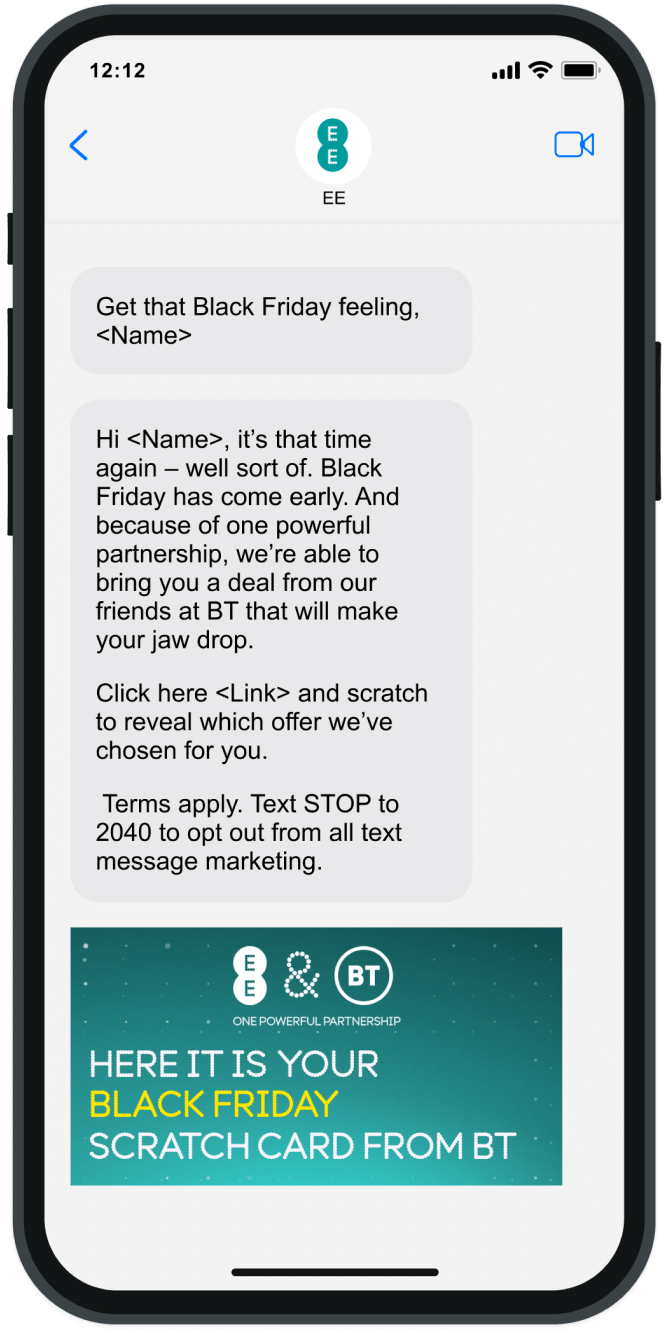 12:12
E
E
EE
Get that Black Friday feeling,
<Name>
Hi <Name>, it’s that time
again – well sort of. Black
Friday has come early. And
because of one powerful
partnership, we’re able to
bring you a deal from our
friends at BT that will make
your jaw drop.
Click here <Link> and scratch
to reveal which offer we’ve
chosen for you.
Terms apply. Text STOP to
2040 to opt out from all text
message marketing.
E
E & BT
ONE POWERFUL PARTNERSHIP
HERE IT IS YOUR
BLACK FRIDAY
SCRATCH CARD FROM BT